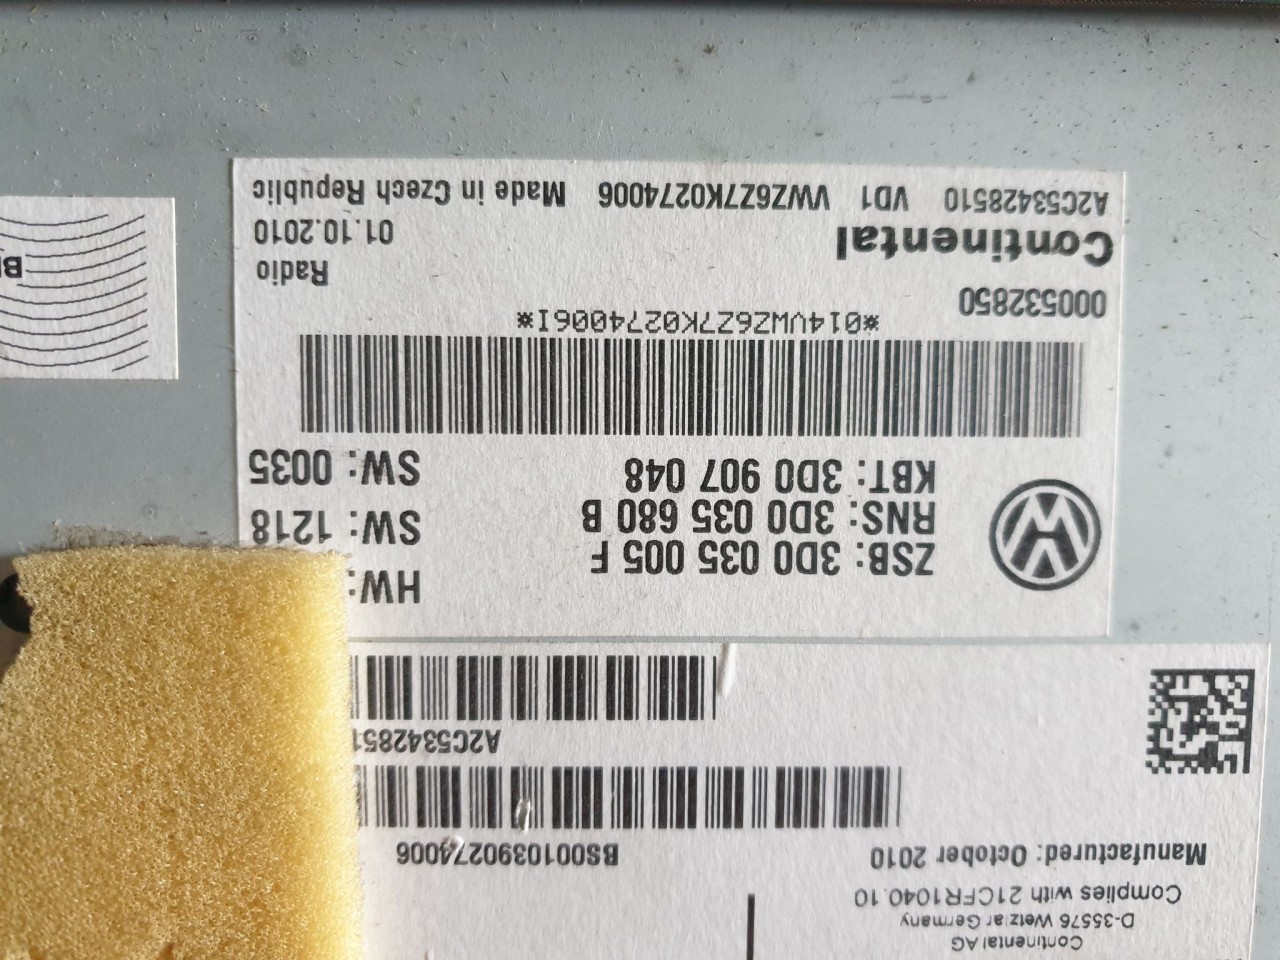 Continental AG
D-35576 Wetzlar Germany
Complies with 21CFR1040.10
Manufactured: October 2010 BS0010390274006
A2C5342851
ZSB: 3D0 035 005 F HW:
RNS: 3D0 035 680 B SW: 1218
KBT: 3D0 907 048 SW: 0035
*014VWZ6Z7K0274006I*
000532850 Radio
Continental 01.10.2010
A2C53428510 VD1 VWZ6Z7K0274006 Made in Czech Republic